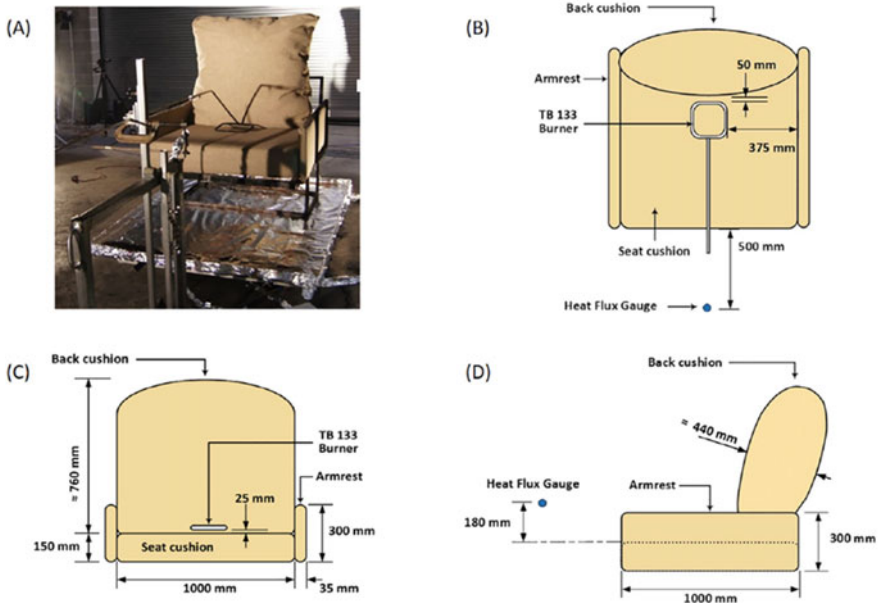 (A)
(B)
Back cushion
Armrest
50 mm
TB 133
Burner
375 mm
Seat cushion
500 mm
Heat Flux Gauge
(C)
Back cushion
≈ 760 mm
TB 133
Burner
25 mm
Armrest
300 mm
150 mm
Seat cushion
1000 mm
35 mm
(D)
Back cushion
≈ 440 mm
Heat Flux Gauge
Armrest
180 mm
300 mm
1000 mm